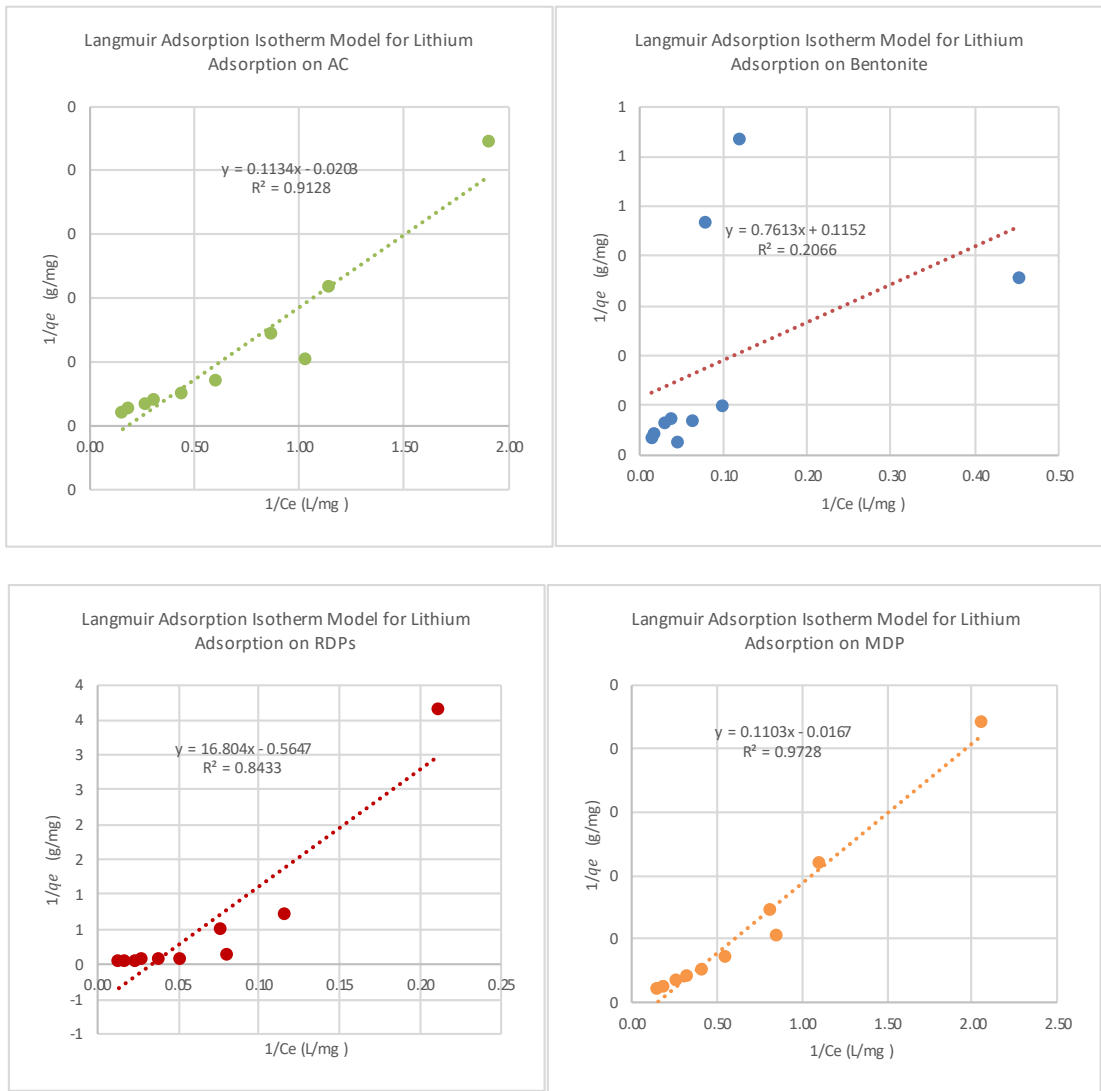 Langmuir Adsorption Isotherm Model for Lithium
Adsorption on AC
0
0
0
0
0
0
0
1/qe (g/mg)
y = 0.1134x - 0.0203
R² = 0.9128
0.00
0.50
1.00
1.50
2.00
1/Ce (L/mg )
Langmuir Adsorption Isotherm Model for Lithium
Adsorption on Bentonite
1
1
1
0
0
0
0
0
1/qe (g/mg)
y = 0.7613x + 0.1152
R² = 0.2066
0.00
0.10
0.20
0.30
0.40
0.50
1/Ce (L/mg )
Langmuir Adsorption Isotherm Model for Lithium
Adsorption on RDPs
4
4
3
3
2
2
1
1
0
-1
-1
1/qe (g/mg)
y = 16.804x - 0.5647
R² = 0.8433
0.00
0.05
0.10
0.15
0.20
0.25
1/Ce (L/mg )
Langmuir Adsorption Isotherm Model for Lithium
Adsorption on MDP
0
0
0
0
0
0
1/qe (g/mg)
y = 0.1103x - 0.0167
R² = 0.9728
0.00
0.50
1.00
1.50
2.00
2.50
1/Ce (L/mg )